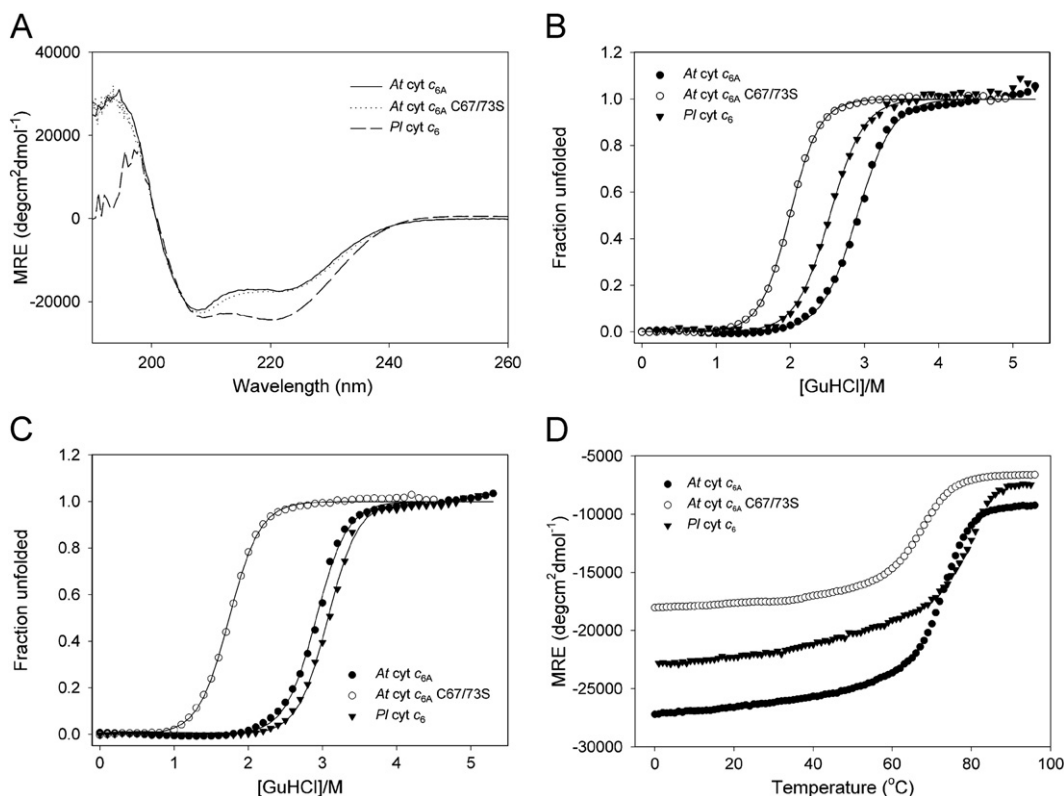 A
MRE (degcm²dmol⁻¹)
40000
20000
0
-20000
200
220
240
260
Wavelength (nm)
At cyt c6A
At cyt c6A C67/73S
Pl cyt c6
B
Fraction unfolded
1.2
1.0
0.8
0.6
0.4
0.2
0.0
0
1
2
3
4
5
[GuHCl]/M
At cyt c6A
At cyt c6A C67/73S
Pl cyt c6
C
Fraction unfolded
1.2
1.0
0.8
0.6
0.4
0.2
0.0
0
1
2
3
4
5
[GuHCl]/M
At cyt c6A
At cyt c6A C67/73S
Pl cyt c6
D
MRE (degcm²dmol⁻¹)
-5000
-10000
-15000
-20000
-25000
-30000
0
20
40
60
80
100
Temperature (°C)
At cyt c6A
At cyt c6A C67/73S
Pl cyt c6